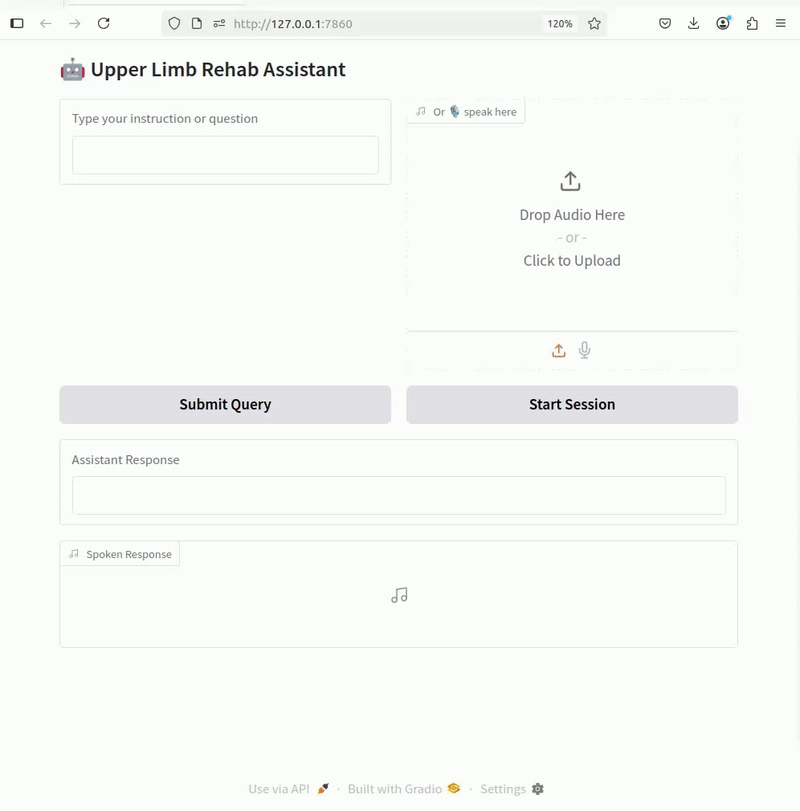 http://127.0.0.1:7860
120%
🤖 Upper Limb Rehab Assistant
Type your instruction or question
Or 🎙️ speak here
Drop Audio Here
- or -
Click to Upload
Submit Query
Start Session
Assistant Response
Spoken Response
Use via API 🚀 · Built with Gradio · Settings ⚙️